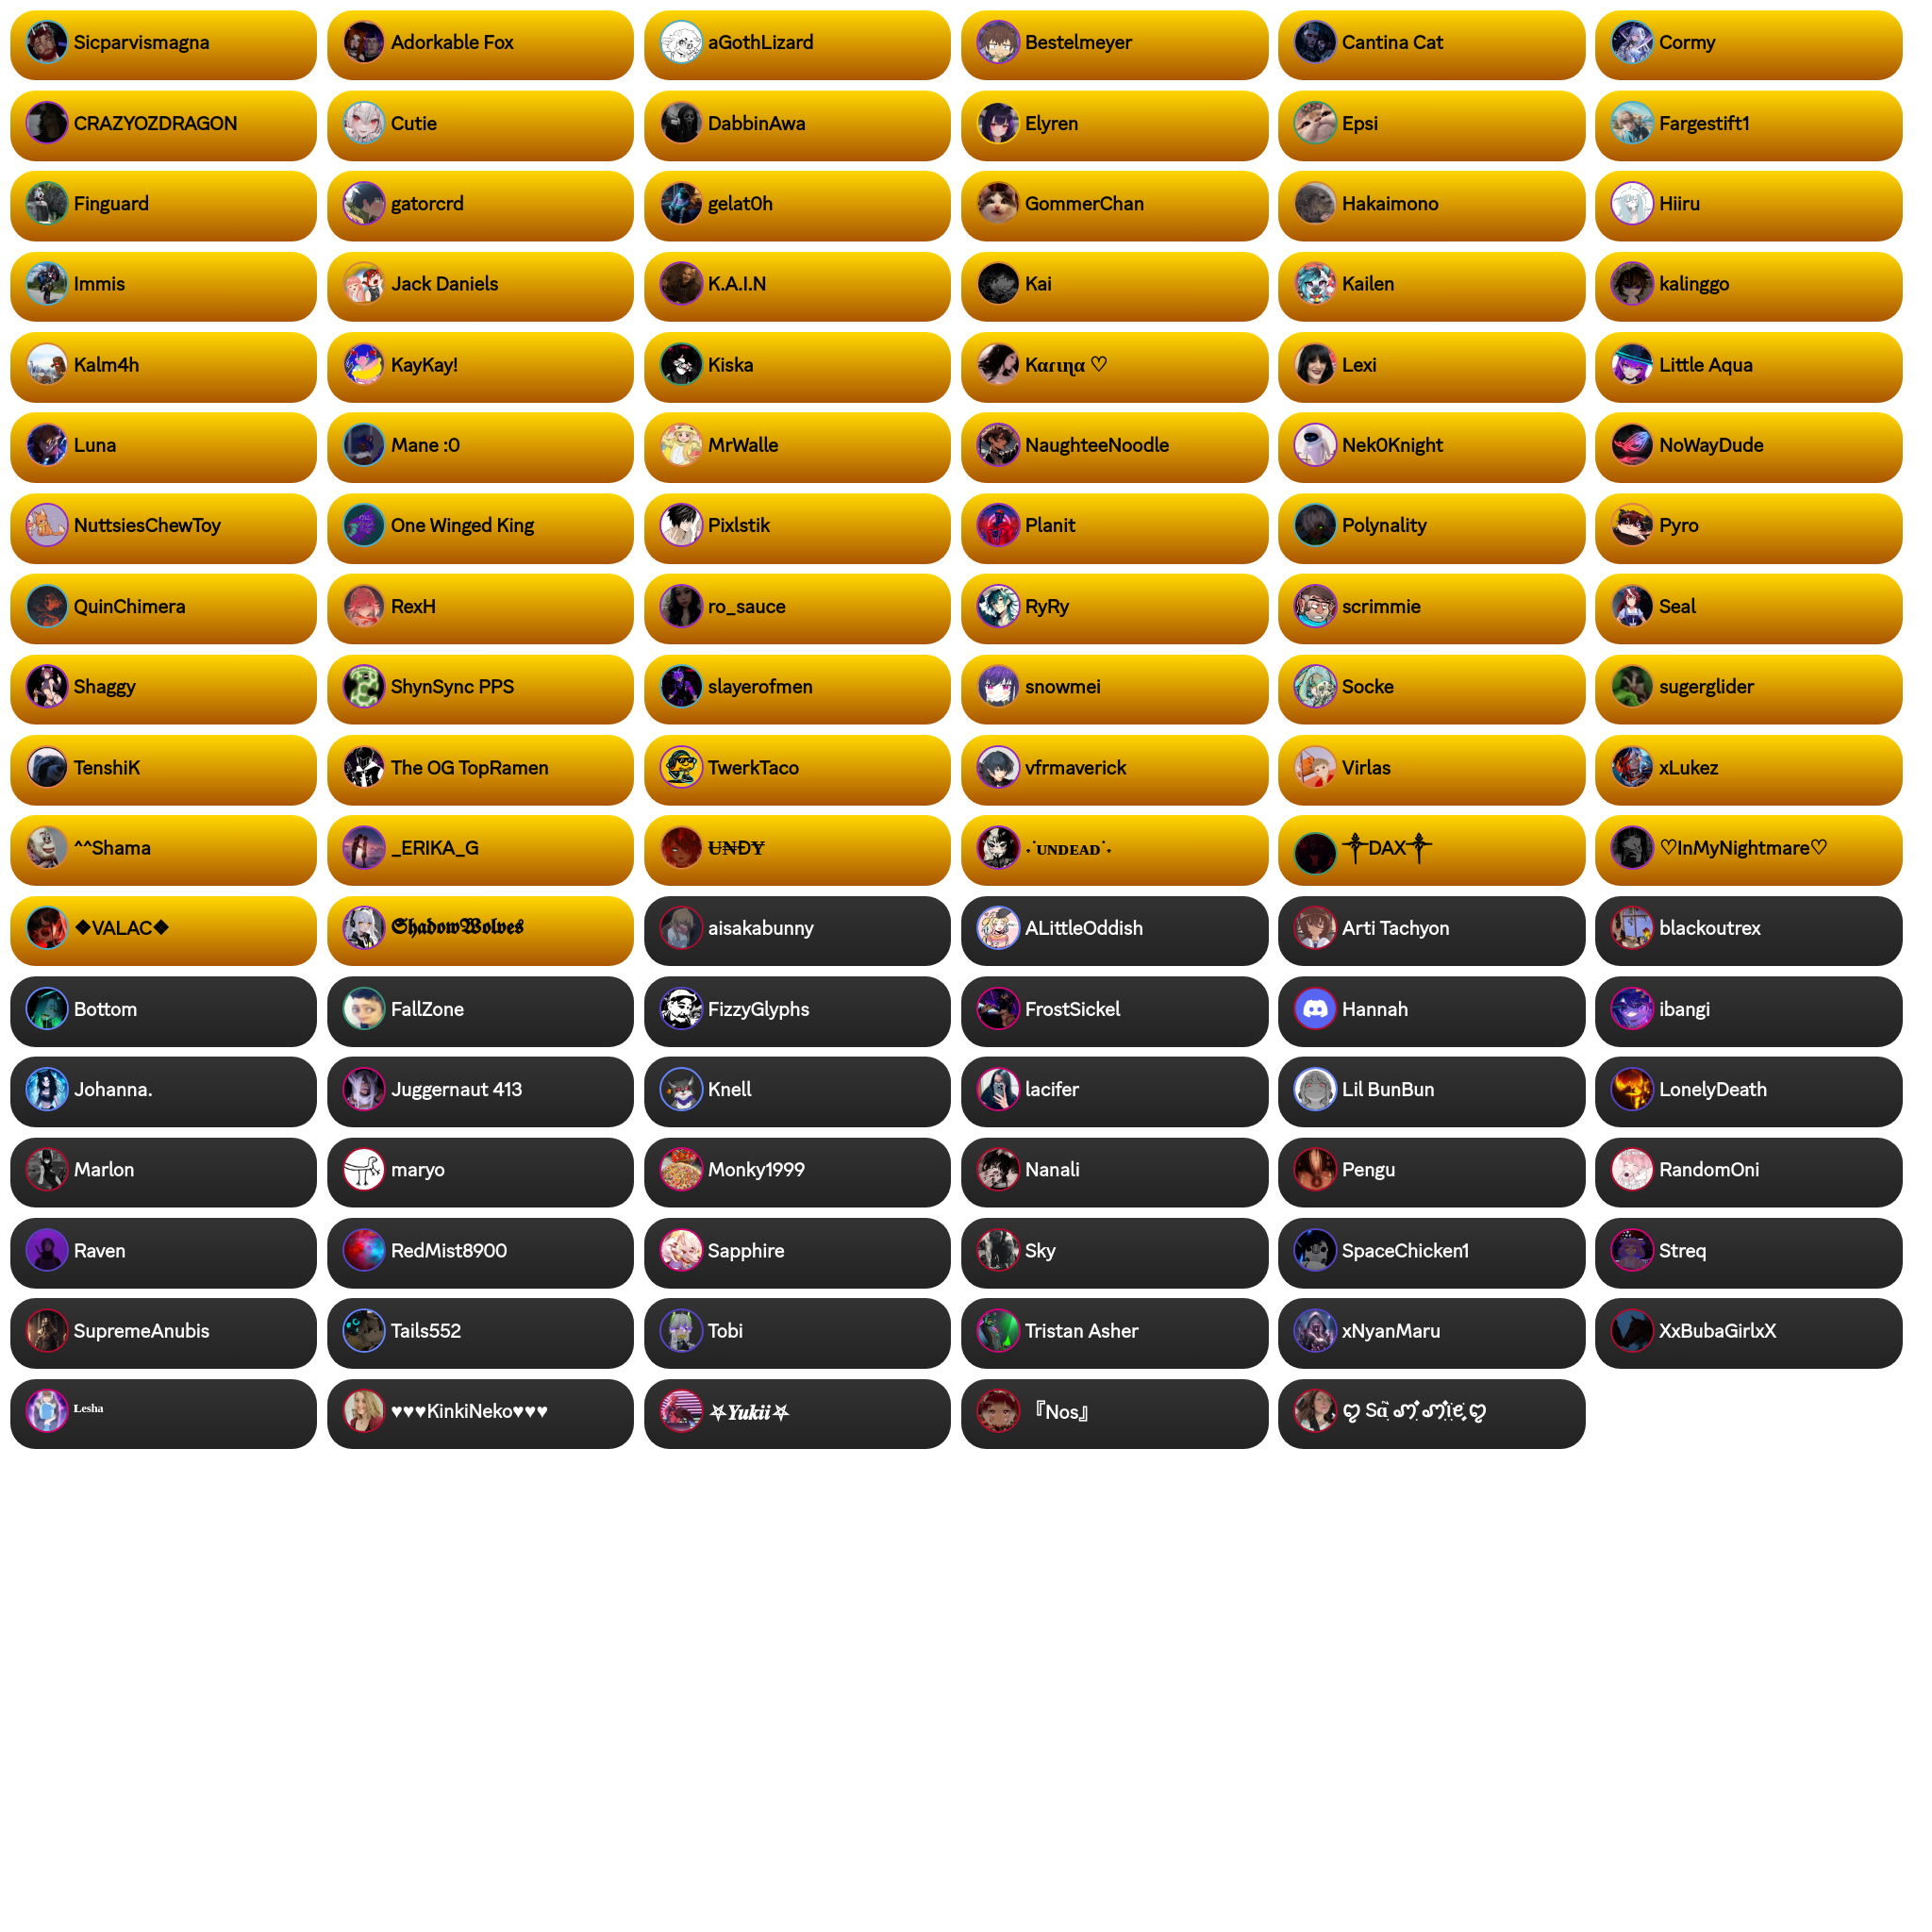 Sicparvismagna
Adorkable Fox
aGothLizard
Bestelmeyer
Cantina Cat
Cormy
CRAZYOZDRAGON
Cutie
DabbinAwa
Elyren
Epsi
Fargestift1
Finguard
gatorcrd
gelat0h
GommerChan
Hakaimono
Hiiru
Immis
Jack Daniels
K.A.I.N
Kai
Kailen
kalinggo
Kalm4h
KayKay!
Kiska
Kαɾιɳα ♡
Lexi
Little Aqua
Luna
Mane :0
MrWalle
NaughteeNoodle
Nek0Knight
NoWayDude
NuttsiesChewToy
One Winged King
Pixlstik
Planit
Polynality
Pyro
QuinChimera
RexH
ro_sauce
RyRy
scrimmie
Seal
Shaggy
ShynSync PPS
slayerofmen
snowmei
Socke
sugerglider
TenshiK
The OG TopRamen
TwerkTaco
vfrmaverick
Virlas
xLukez
^^Shama
_ERIKA_G
Ʉ₦ĐɎ
˖˙ᴜɴᴅᴇᴀᴅ˙˖
⸸DAX⸸
♡InMyNightmare♡
❖VALAC❖
𝕾𝖍𝖆𝖉𝖔𝖜𝖂𝖔𝖑𝖛𝖊𝖘
aisakabunny
ALittleOddish
Arti Tachyon
blackoutrex
Bottom
FallZone
FizzyGlyphs
FrostSickel
Hannah
ibangi
Johanna.
Juggernaut 413
Knell
lacifer
Lil BunBun
LonelyDeath
Marlon
maryo
Monky1999
Nanali
Pengu
RandomOni
Raven
RedMist8900
Sapphire
Sky
SpaceChicken1
Streq
SupremeAnubis
Tails552
Tobi
Tristan Asher
xNyanMaru
XxBubaGirlxX
ᴸᵉˢʰᵃ
♥♥♥KinkiNeko♥♥♥
⛧𝒀𝒖𝒌𝒊𝒊⛧
『Nos』